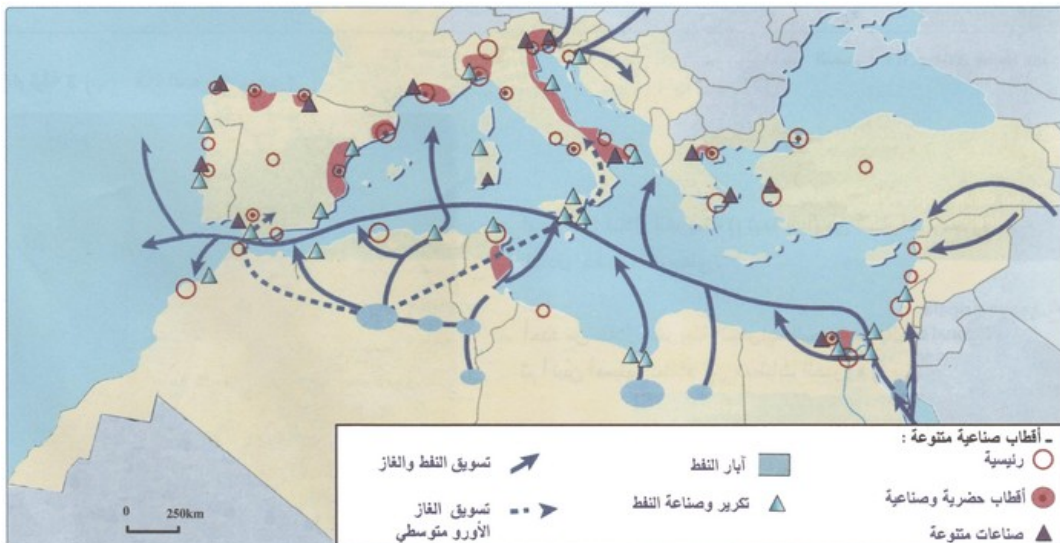 ـ أقطاب صناعية متنوعة :
رئيسية
أقطاب حضرية وصناعية
صناعات متنوعة
آبار النفط
تكرير وصناعة النفط
تسويق النفط والغاز
تسويق الغاز
الأورو متوسطي
0 250km